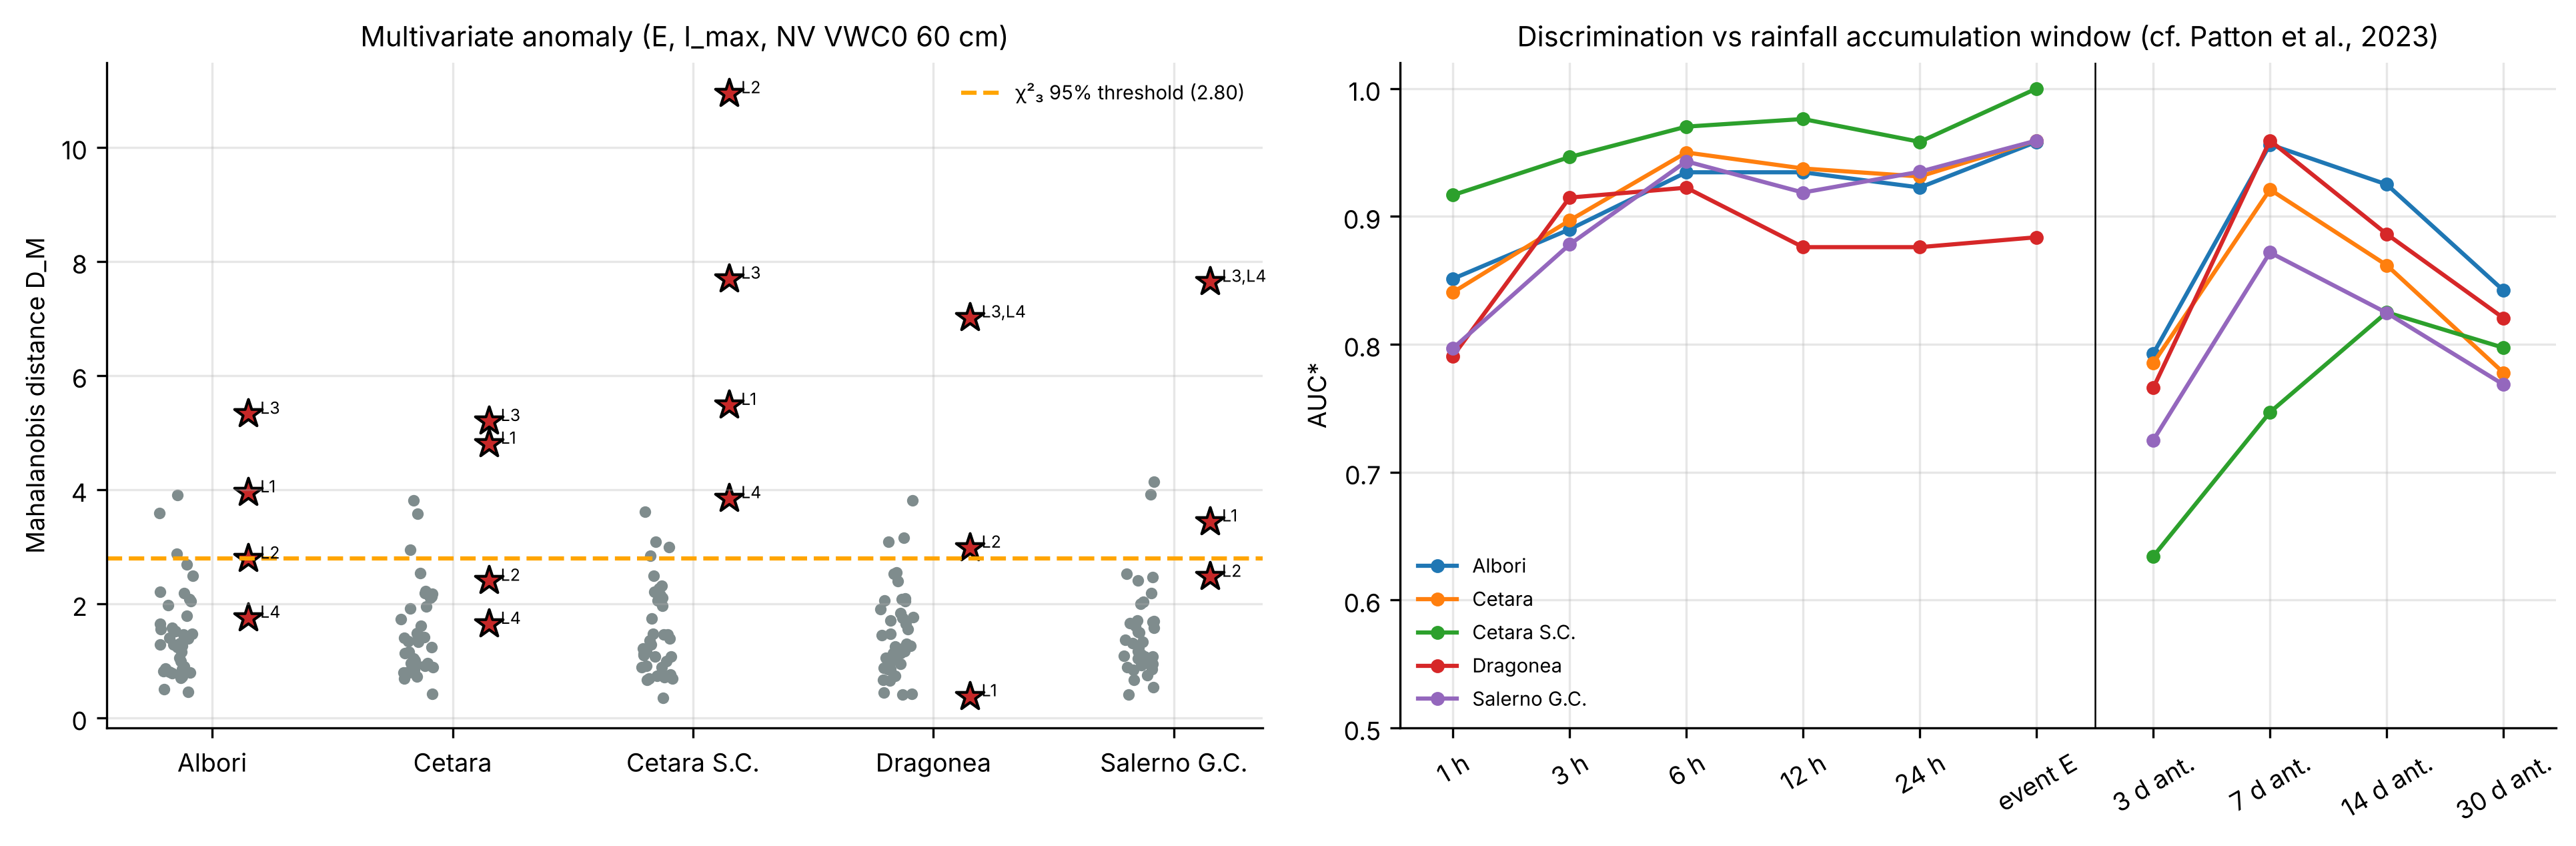 Multivariate anomaly (E, I_max, NV VWC0 60 cm)
Mahalanobis distance D_M
10
8
6
4
2
0
χ²₃ 95% threshold (2.80)
L3
L1
L2
L4
L3
L1
L2
L4
L2
L3
L1
L4
L3,L4
L2
L1
L3,L4
L1
L2
Albori
Cetara
Cetara S.C.
Dragonea
Salerno G.C.
Discrimination vs rainfall accumulation window (cf. Patton et al., 2023)
AUC*
1.0
0.9
0.8
0.7
0.6
0.5
Albori
Cetara
Cetara S.C.
Dragonea
Salerno G.C.
1 h
3 h
6 h
12 h
24 h
event E
3 d ant.
7 d ant.
14 d ant.
30 d ant.